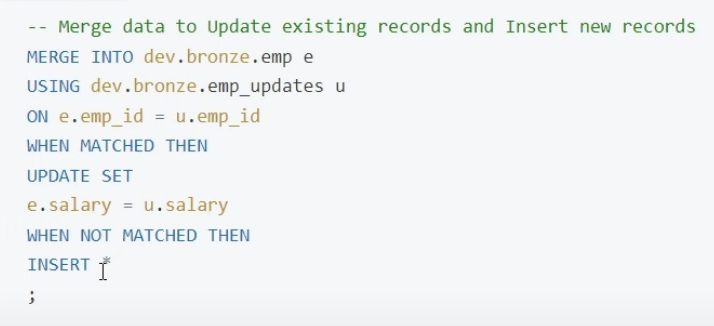 -- Merge data to Update existing records and Insert new records
MERGE INTO dev.bronze.emp e
USING dev.bronze.emp_updates u
ON e.emp_id = u.emp_id
WHEN MATCHED THEN
UPDATE SET
e.salary = u.salary
WHEN NOT MATCHED THEN
INSERT *
;